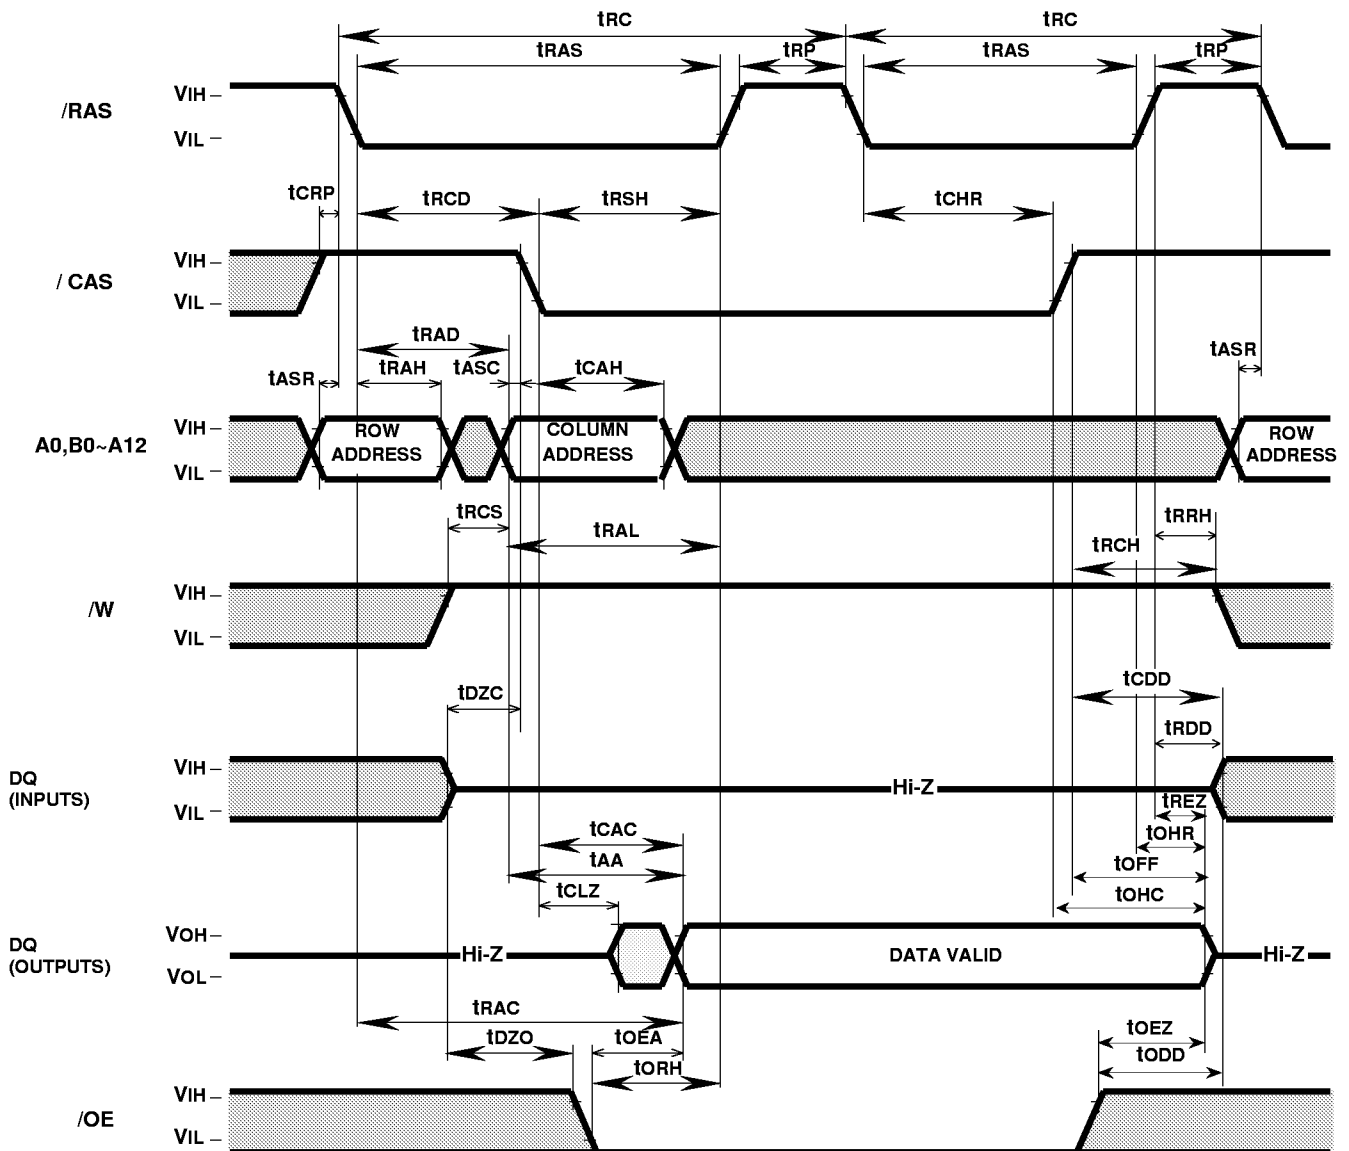 tRC tRC
tRAS tRP tRAS tRP
/RAS
VIH
VIL
tCRP tRCD tRSH tCHR
/ CAS
VIH
VIL
tRAD
tASR tRAH tASC tCAH tASR
A0,B0~A12
VIH
VIL
ROW
ADDRESS
COLUMN
ADDRESS
ROW
ADDRESS
tRCS tRAL tRRH
tRCH
/W
VIH
VIL
tDZC tCDD
tRDD
DQ
(INPUTS)
VIH
VIL
Hi-Z
tREZ
tCAC tOHR
tAA tOFF
tCLZ tOHC
DQ
(OUTPUTS)
VOH
VOL
Hi-Z DATA VALID Hi-Z
tRAC
tDZO tOEA tOEZ
tORH tODD
/OE
VIH
VIL